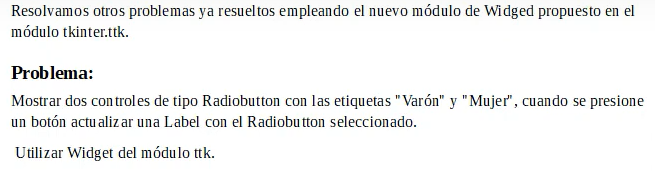 Resolvamos otros problemas ya resueltos empleando el nuevo módulo de Widged propuesto en el
módulo tkinter.ttk.
Problema:
Mostrar dos controles de tipo Radiobutton con las etiquetas "Varón" y "Mujer", cuando se presione
un botón actualizar una Label con el Radiobutton seleccionado.
Utilizar Widget del módulo ttk.